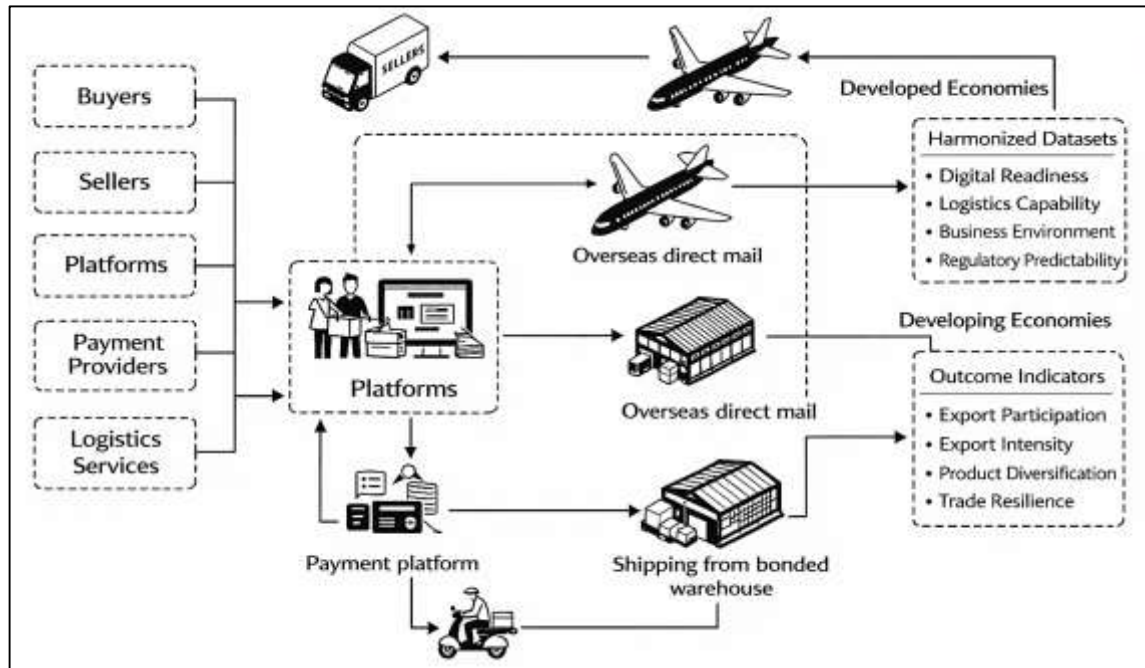 SELLERS
Developed Economies
Buyers
Sellers
Platforms
Payment
Providers
Logistics
Services
Platforms
Payment platform
Overseas direct mail
Overseas direct mail
Shipping from bonded
warehouse
Harmonized Datasets
• Digital Readiness
• Logistics Capability
• Business Environment
• Regulatory Predictability
Developing Economies
Outcome Indicators
• Export Participation
• Export Intensity
• Product Diversification
• Trade Resilience